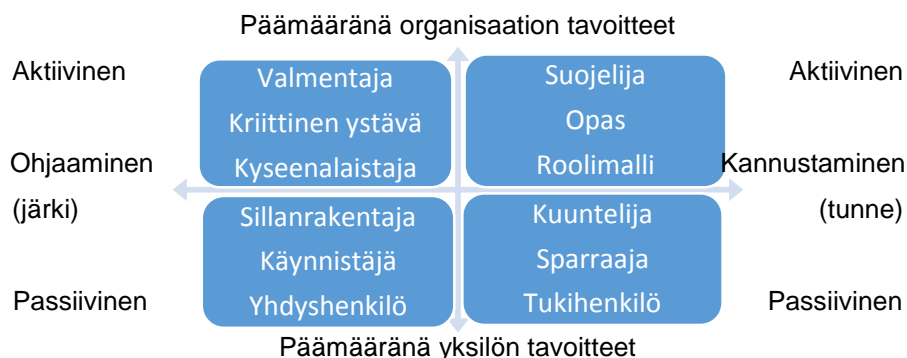 Päämääränä organisaation tavoitteet
Aktiivinen
Valmentaja
Kriittinen ystävä
Kyseenalaistaja
Suojelija
Opas
Roolimalli
Aktiivinen
Ohjaaminen
(järki)
Kannustaminen
(tunne)
Sillanrakentaja
Käynnistäjä
Yhdyshenkilö
Kuuntelija
Sparraaja
Tukihenkilö
Passiivinen
Passiivinen
Päämääränä yksilön tavoitteet